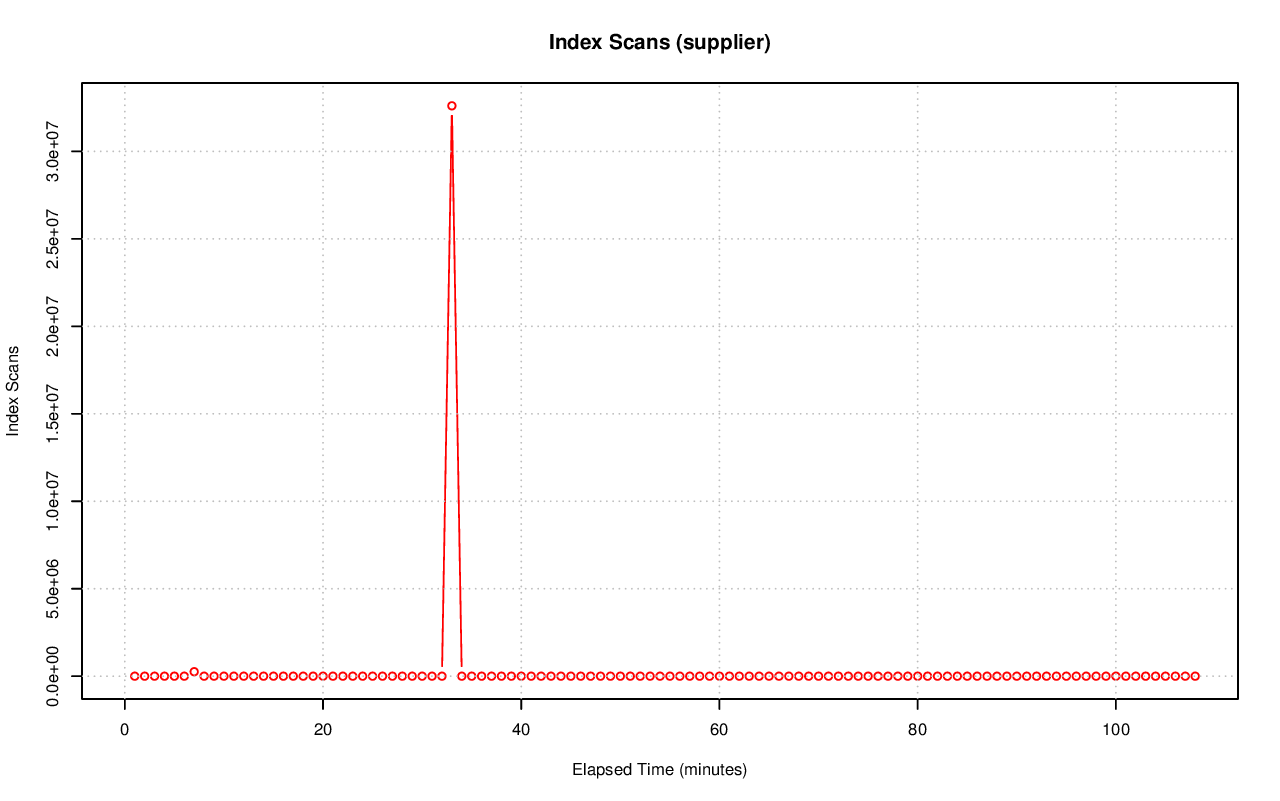 Index Scans (supplier)
Index Scans
3.0e+07
2.5e+07
2.0e+07
1.5e+07
1.0e+07
5.0e+06
0.0e+00
0 20 40 60 80 100
Elapsed Time (minutes)